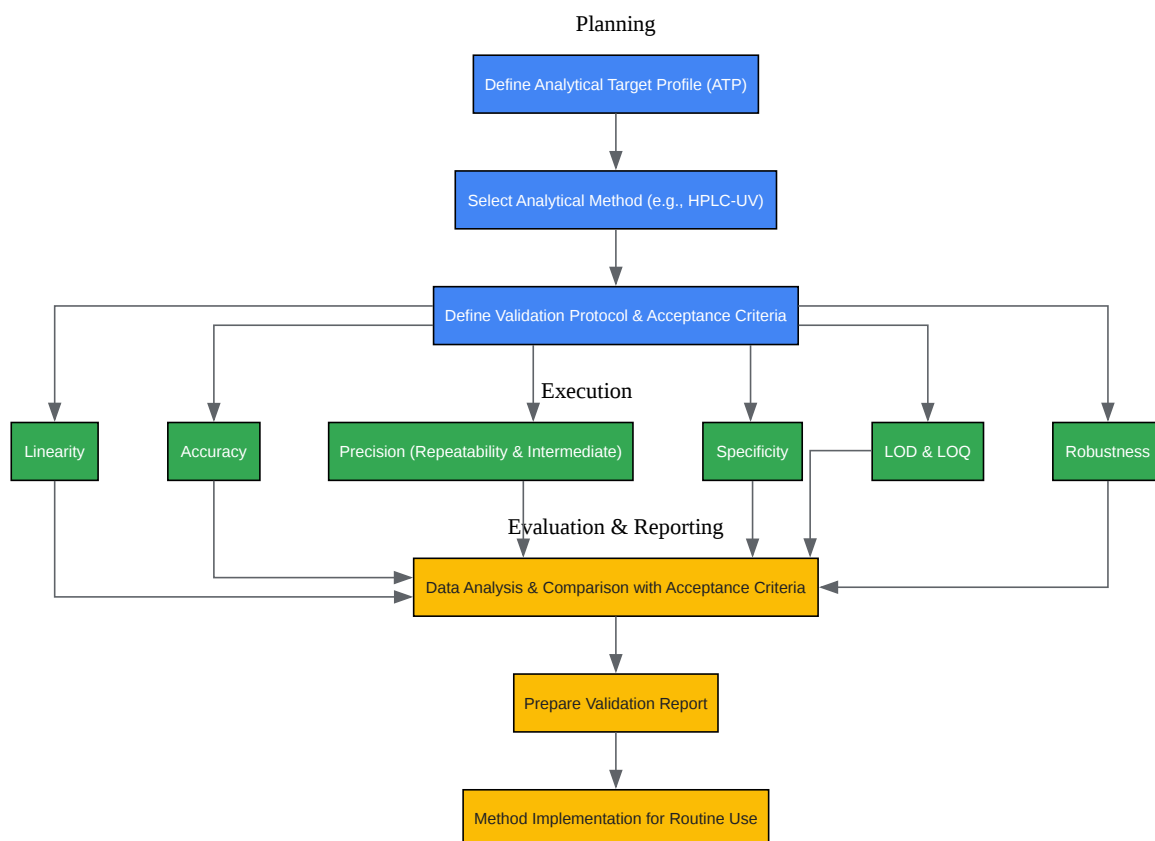 Planning
Define Analytical Target Profile (ATP)
Select Analytical Method (e.g., HPLC-UV)
Define Validation Protocol & Acceptance Criteria
Execution
Linearity
Accuracy
Precision (Repeatability & Intermediate)
Specificity
LOD & LOQ
Robustness
Evaluation & Reporting
Data Analysis & Comparison with Acceptance Criteria
Prepare Validation Report
Method Implementation for Routine Use